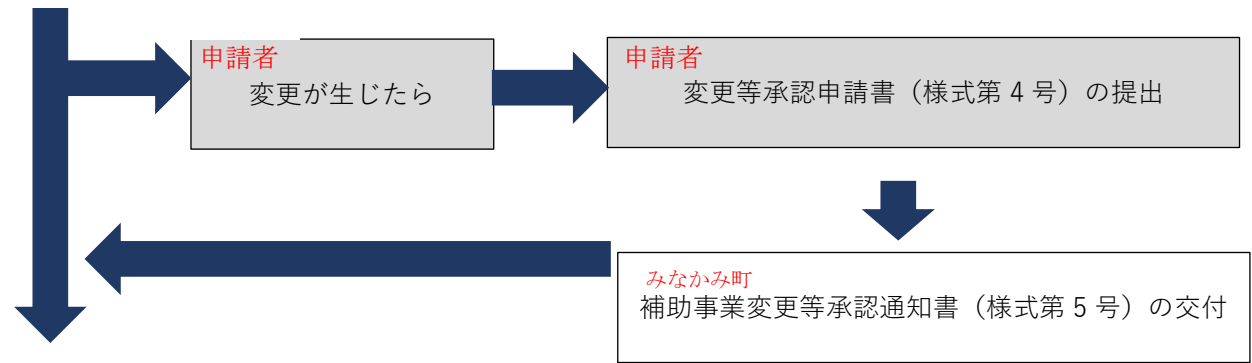 申請者
変更が生じたら
申請者
変更等承認申請書（様式第４号）の提出
みなかみ町
補助事業変更等承認通知書（様式第５号）の交付